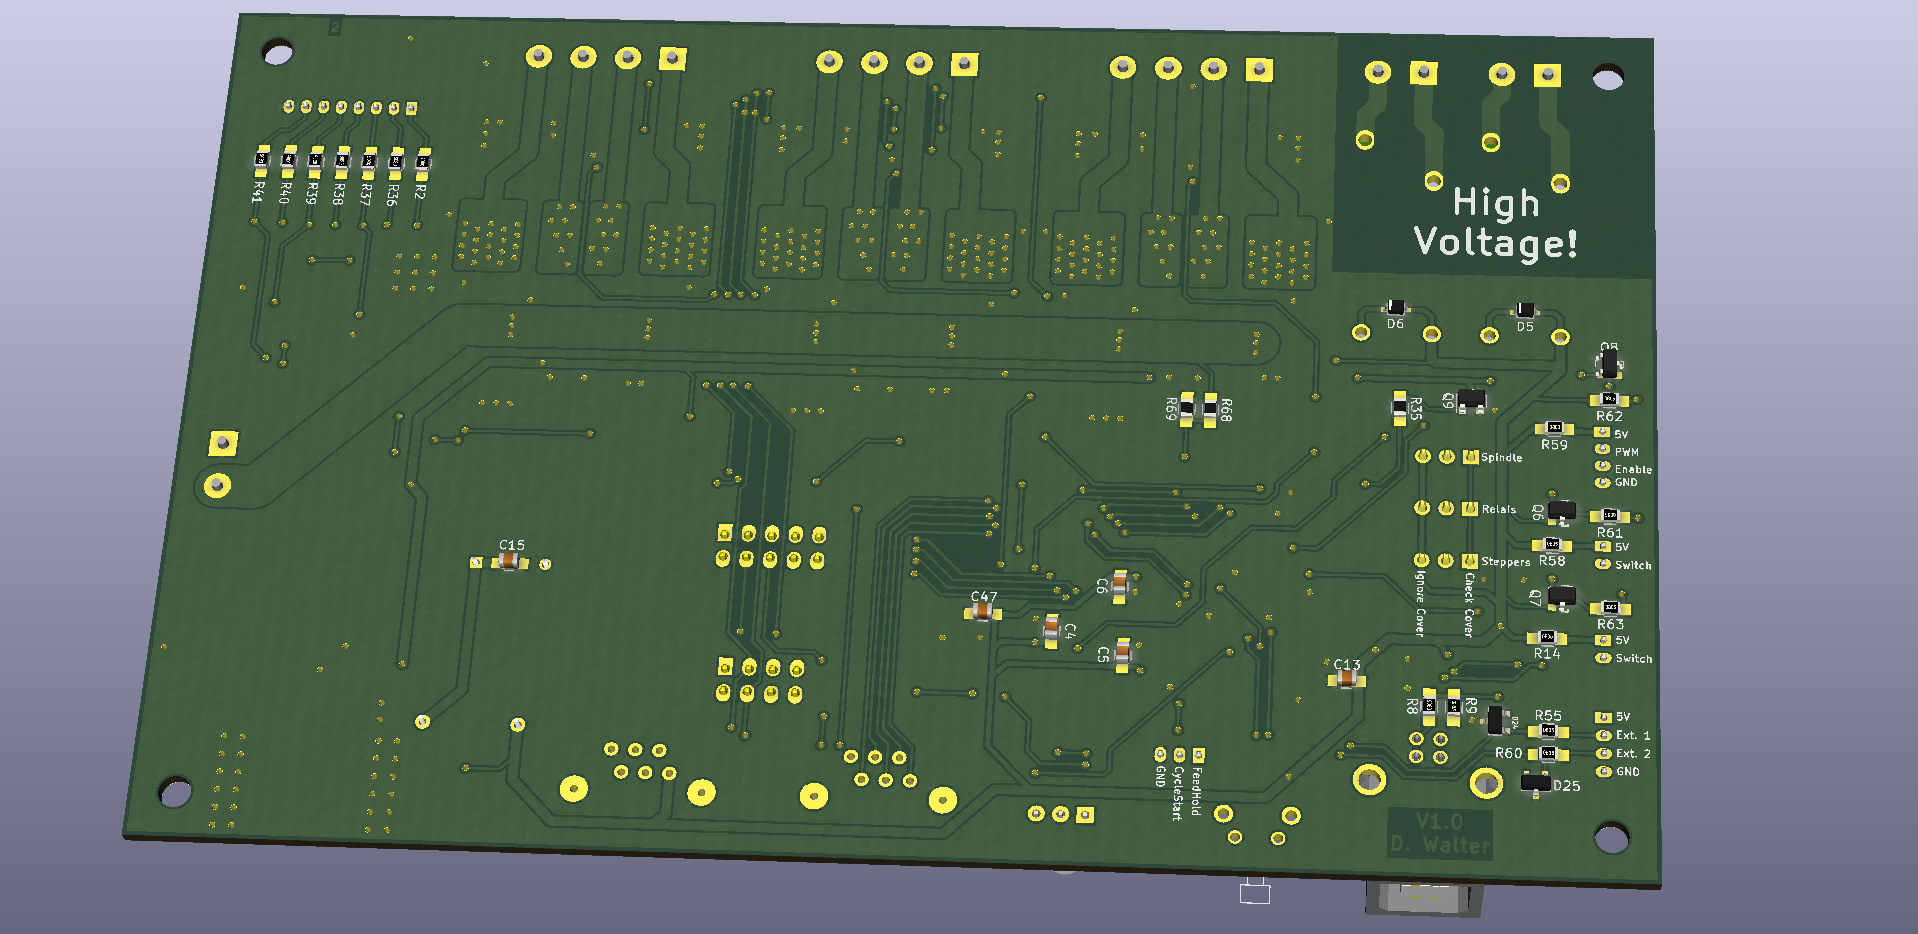 2
R41
R40
R39
R38
R37
R36
R2
High
Voltage!
D6
D5
Q8
R69
R68
R35
Q9
R62
R59
5V
PWM
Enable
GND
Spindle
Relais
Steppers
Ignore Cover
Check Cover
Q6
R61
R58
5V
Switch
Q7
R63
R14
5V
Switch
C15
C47
C6
C4
C5
C13
R8
R9
D24
R55
R60
5V
Ext. 1
Ext. 2
GND
D25
GND
CycleStart
FeedHold
V1.0
D. Walter